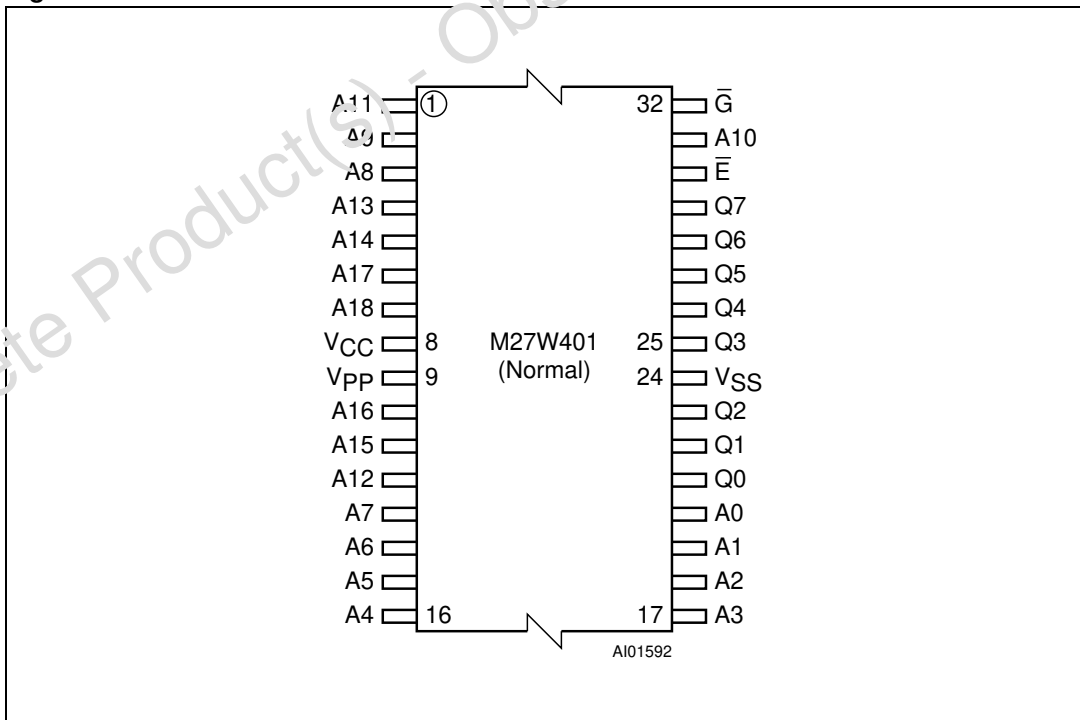 Product(s) - Obs
A11 ① 32 G̅
A9 A10
A8 E̅
A13 Q7
A14 Q6
A17 Q5
A18 Q4
VCC 8 M27W401 25 Q3
VPP 9 (Normal) 24 VSS
A16 Q2
A15 Q1
A12 Q0
A7 A0
A6 A1
A5 A2
A4 16 17 A3
AI01592